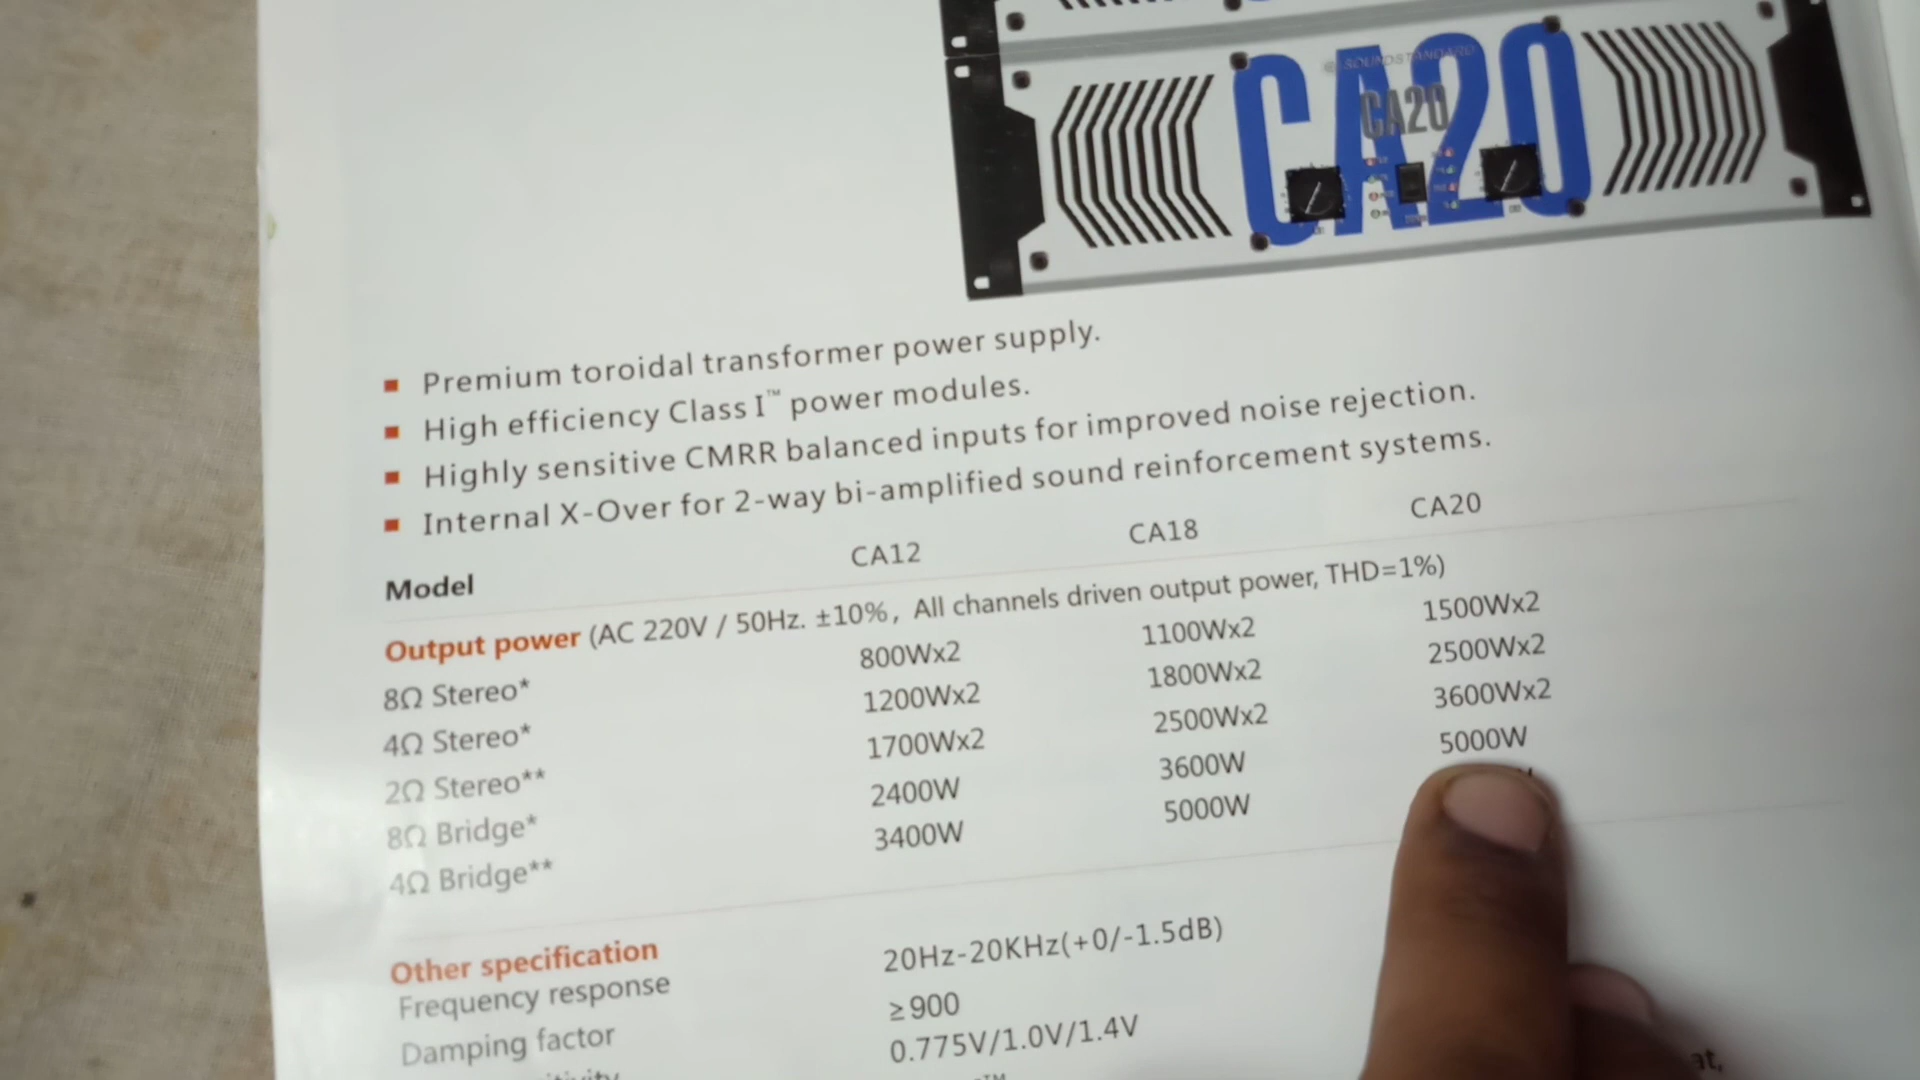 CA20
SOUNDSTANDARD
CA20
Premium toroidal transformer power supply.
High efficiency Class I™ power modules.
Highly sensitive CMRR balanced inputs for improved noise rejection.
Internal X-Over for 2-way bi-amplified sound reinforcement systems.
Model CA12 CA18 CA20
Output power (AC 220V / 50Hz. ±10%, All channels driven output power, THD=1%)
8Ω Stereo* 800Wx2 1100Wx2 1500Wx2
4Ω Stereo* 1200Wx2 1800Wx2 2500Wx2
2Ω Stereo** 1700Wx2 2500Wx2 3600Wx2
8Ω Bridge* 2400W 3600W 5000W
4Ω Bridge** 3400W 5000W
Other specification
Frequency response 20Hz-20KHz(+0/-1.5dB)
Damping factor ≥900
0.775V/1.0V/1.4V